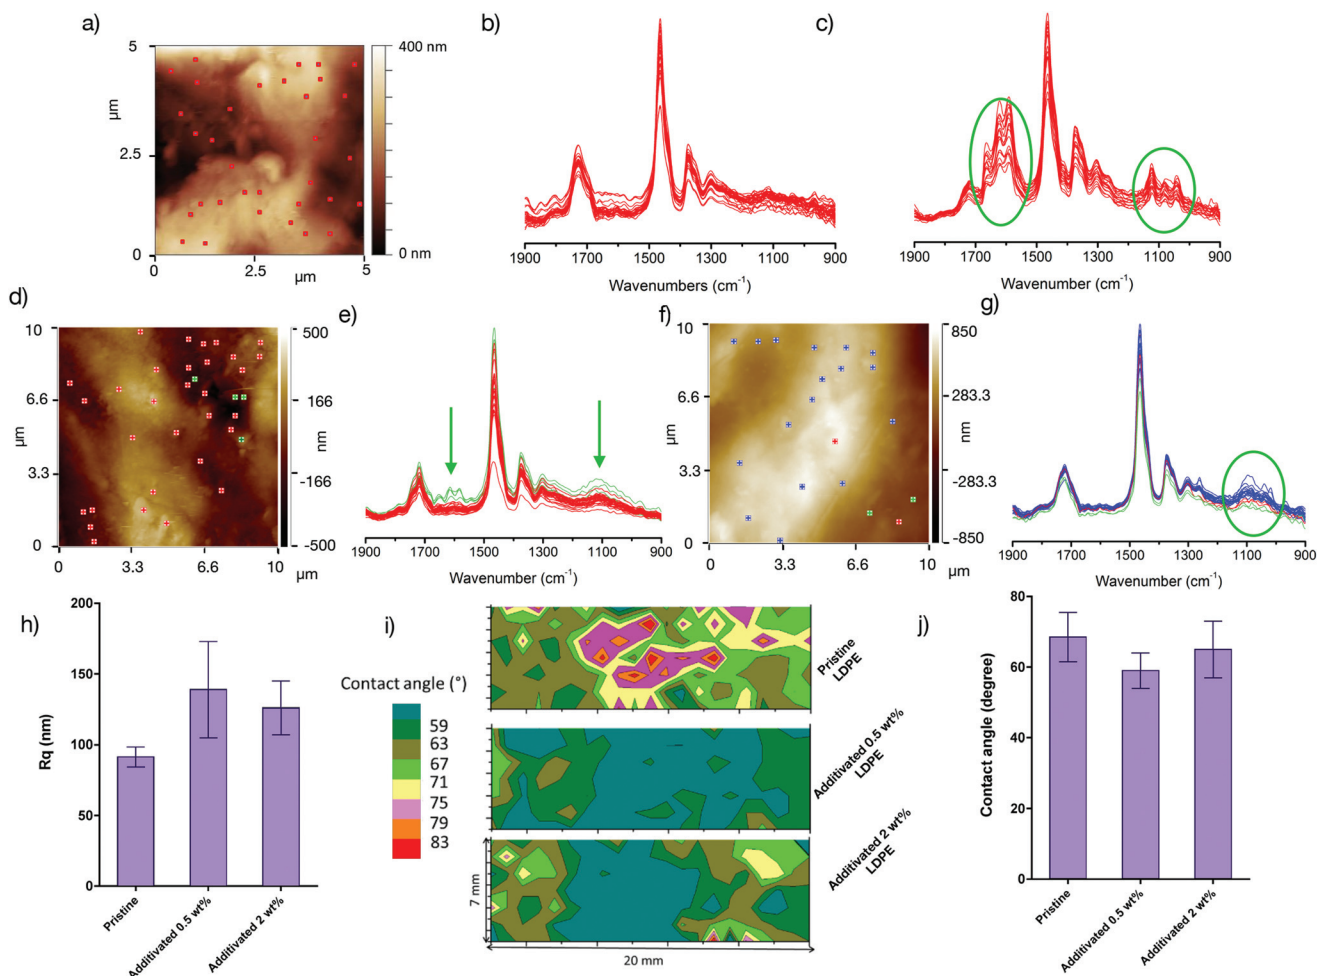 a)
5
2.5
0
µm
0
2.5
5
µm
400 nm
0 nm
b)
1900
1700
1500
1300
1100
900
Wavenumbers (cm-1)
c)
1900
1700
1500
1300
1100
900
Wavenumber (cm-1)
d)
10
6.6
3.3
0
µm
0
3.3
6.6
10
µm
500
166
-166
-500
nm
e)
1900
1700
1500
1300
1100
900
Wavenumber (cm-1)
f)
10
6.6
3.3
0
µm
0
3.3
6.6
10
µm
850
283.3
-283.3
-850
nm
g)
1900
1700
1500
1300
1100
900
Wavenumber (cm-1)
h)
200
150
100
50
0
Rq (nm)
Pristine
Additivated 0.5 wt%
Additivated 2 wt%
i)
Contact angle (°)
59
63
67
71
75
79
83
Pristine
LDPE
Additivated 0.5 wt%
LDPE
Additivated 2 wt%
LDPE
7 mm
20 mm
j)
80
60
40
20
0
Contact angle (degree)
Pristine
Additivated 0.5 wt%
Additivated 2 wt%